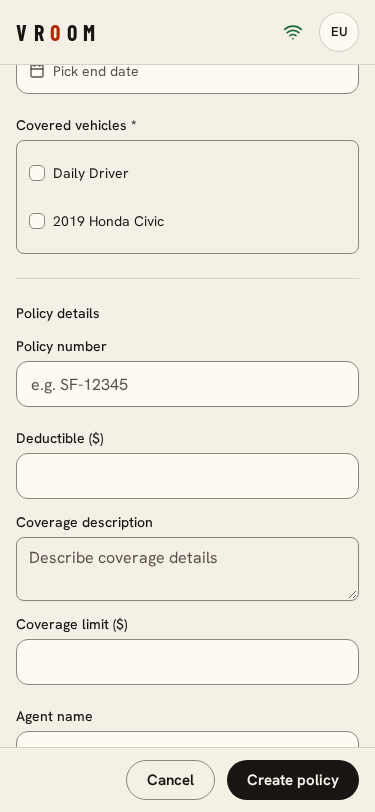 VROOM
EU
Pick end date
Covered vehicles *
Daily Driver
2019 Honda Civic
Policy details
Policy number
e.g. SF-12345
Deductible ($)
Coverage description
Describe coverage details
Coverage limit ($)
Agent name
Cancel
Create policy